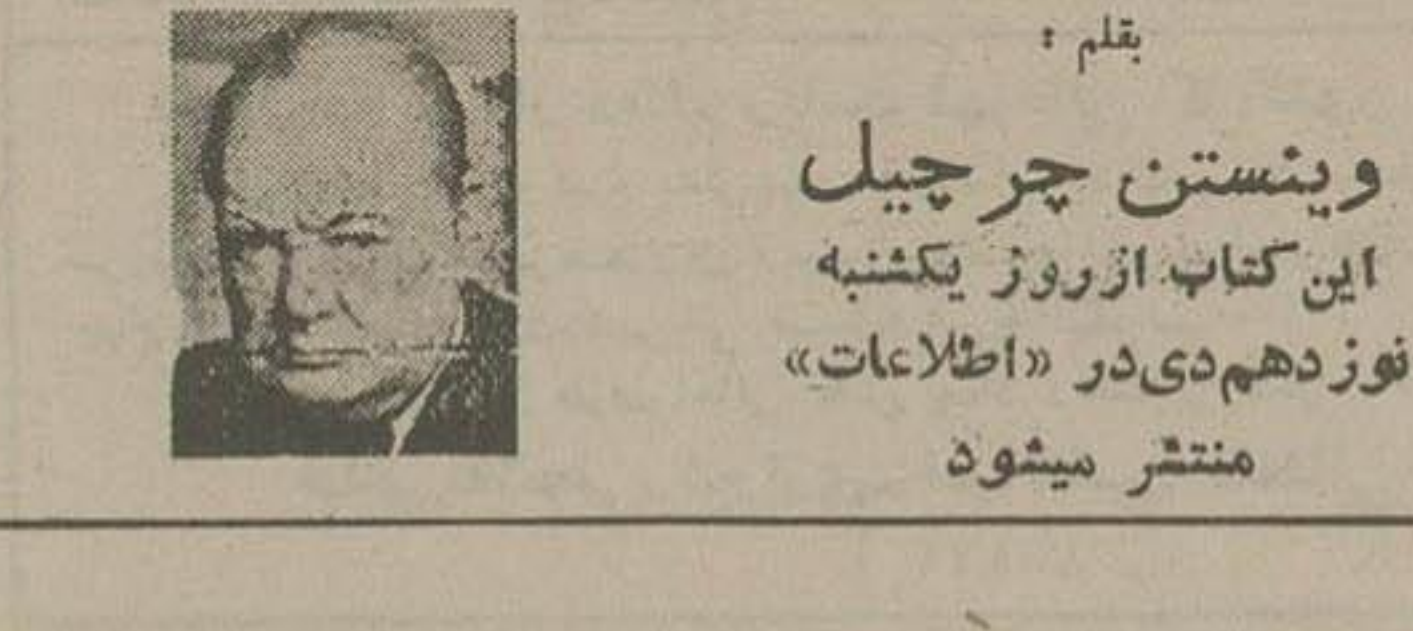 بقلم :
وینستن چرچیل
این کتاب از روز یکشنبه
نوزدهم دی در «اطلاعات»
منتشر میشود